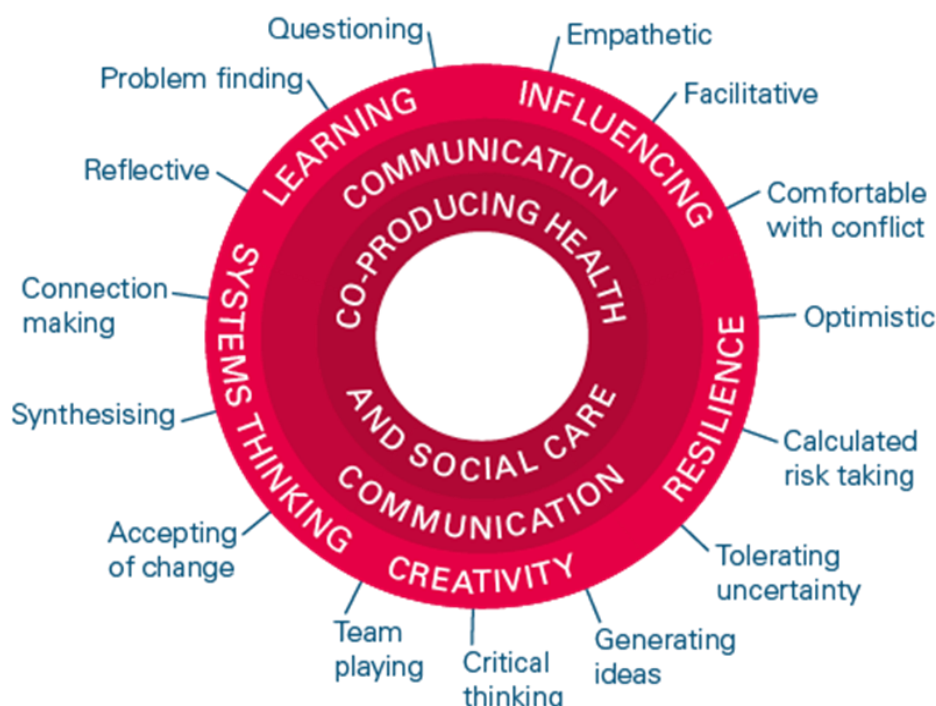 Questioning
Empathetic
Problem finding
Facilitative
Reflective
Comfortable
with conflict
Connection
making
Optimistic
Synthesising
Calculated
risk taking
Accepting
of change
Tolerating
uncertainty
Team
playing
Critical
thinking
Generating
ideas
LEARNING
INFLUENCING
RESILIENCE
CREATIVITY
SYSTEMS THINKING
COMMUNICATION
COMMUNICATION
CO-PRODUCING HEALTH
AND SOCIAL CARE